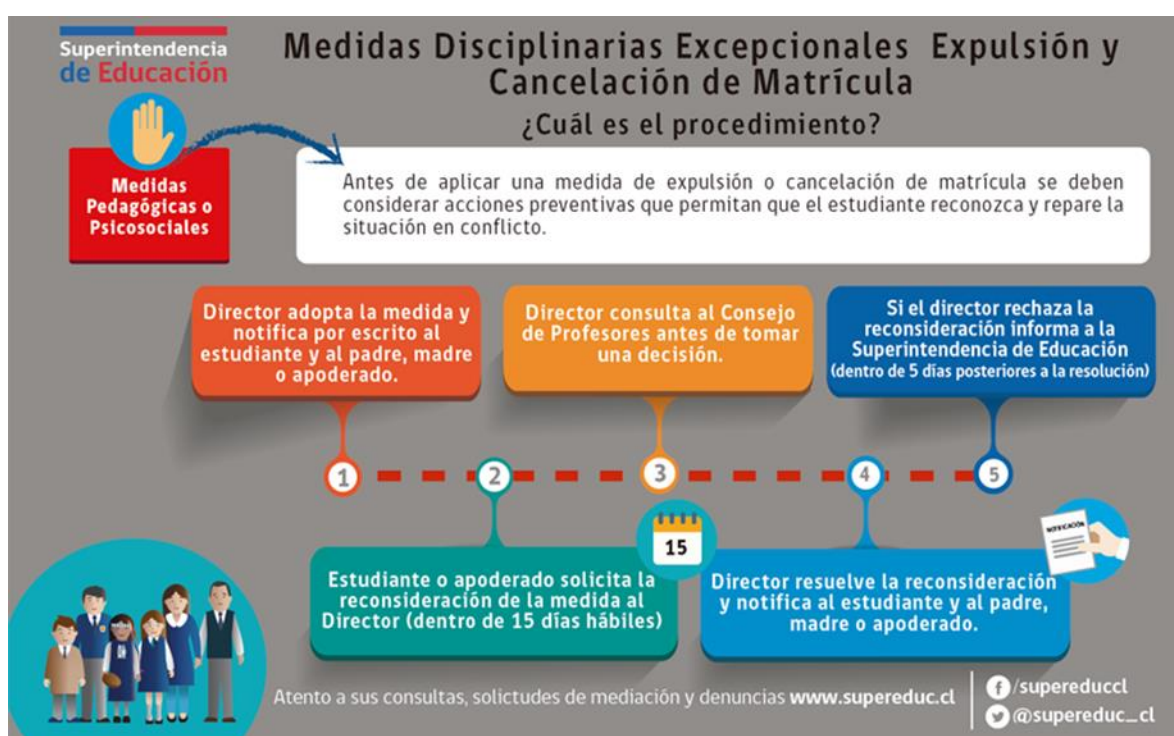 Superintendencia
de Educación
Medidas Disciplinarias Excepcionales Expulsión y
Cancelación de Matrícula
¿Cuál es el procedimiento?
Medidas
Pedagógicas o
Psicosociales
Antes de aplicar una medida de expulsión o cancelación de matrícula se deben
considerar acciones preventivas que permitan que el estudiante reconozca y repare la
situación en conflicto.
Director adopta la medida y
notifica por escrito al
estudiante y al padre, madre
o apoderado.
1
Estudiante o apoderado solicita la
reconsideración de la medida al
Director (dentro de 15 días hábiles)
2
15
Director consulta al Consejo
de Profesores antes de tomar
una decisión.
3
Director resuelve la reconsideración
y notifica al estudiante y al padre,
madre o apoderado.
4
NOTIFICACIÓN
Si el director rechaza la
reconsideración informa a la
Superintendencia de Educación
(dentro de 5 días posteriores a la resolución)
5
Atento a sus consultas, solictudes de mediación y denuncias www.supereduc.cl
/supereduccl
@supereduc_cl